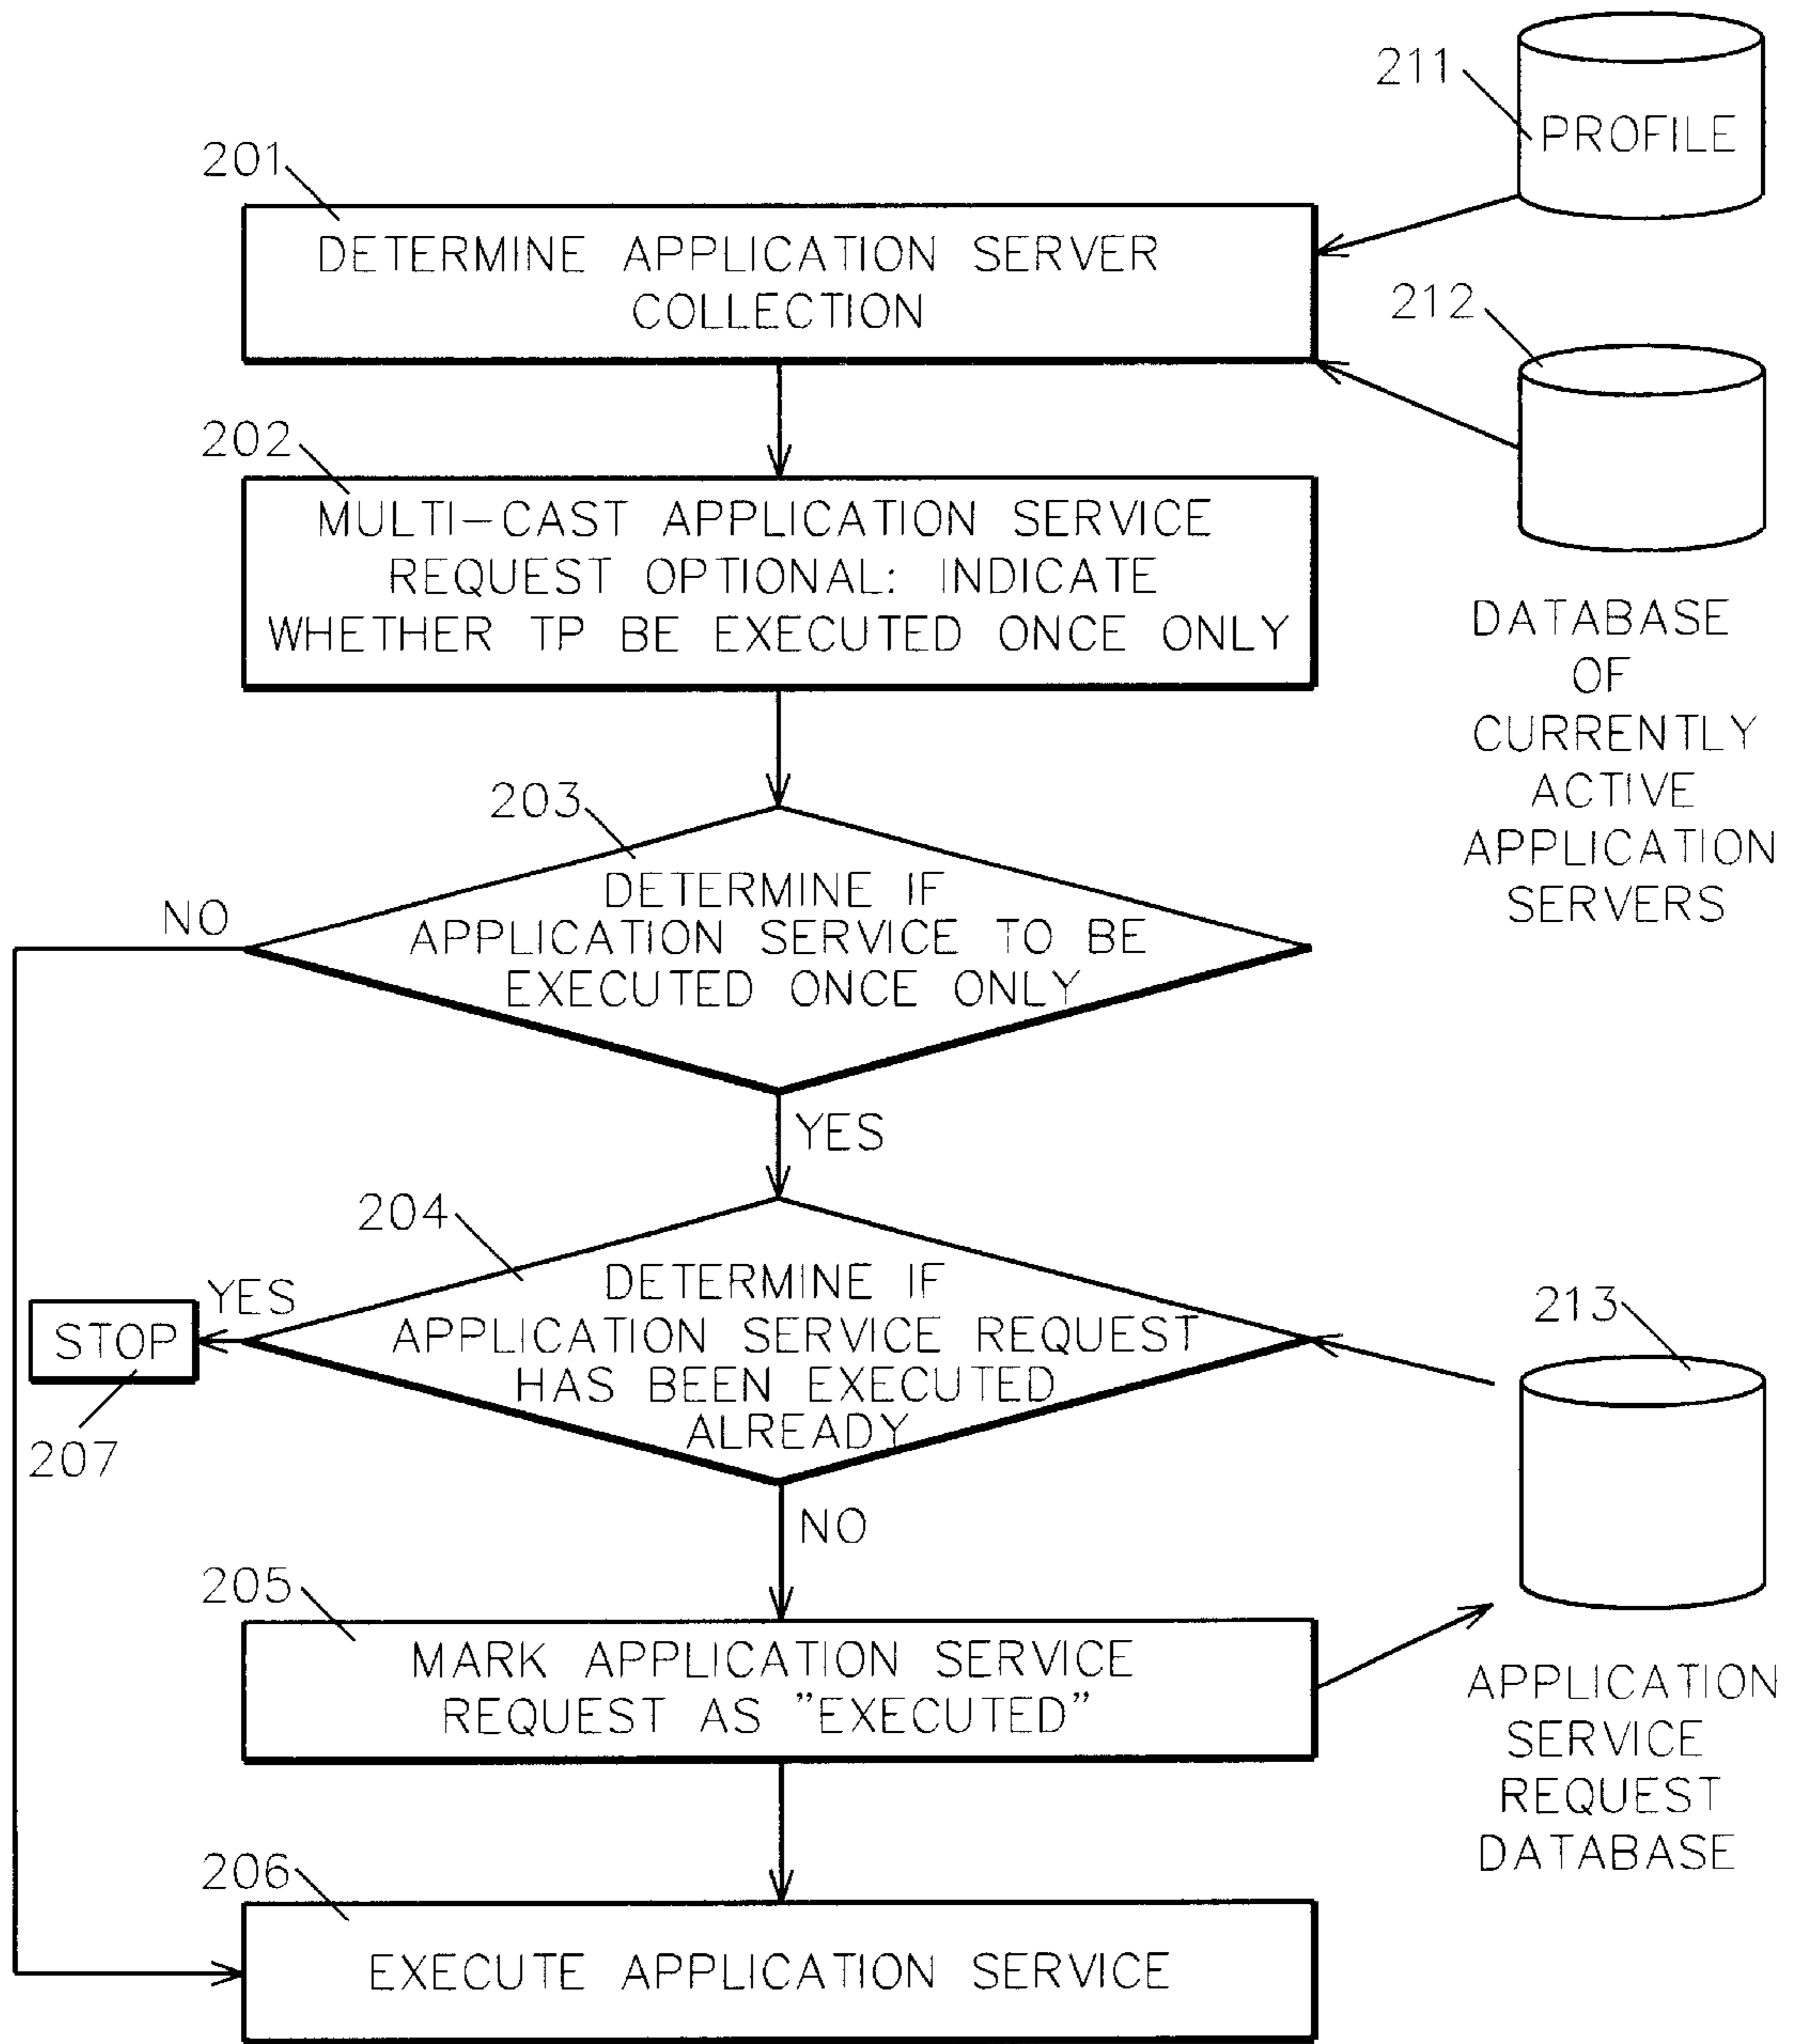 211
PROFILE
201
DETERMINE APPLICATION SERVER
COLLECTION
212
202
MULTI-CAST APPLICATION SERVICE
REQUEST OPTIONAL: INDICATE
WHETHER TP BE EXECUTED ONCE ONLY
DATABASE
OF
CURRENTLY
ACTIVE
APPLICATION
SERVERS
203
DETERMINE IF
APPLICATION SERVICE TO BE
EXECUTED ONCE ONLY
NO
YES
204
DETERMINE IF
APPLICATION SERVICE REQUEST
HAS BEEN EXECUTED
ALREADY
YES
STOP
207
213
NO
205
MARK APPLICATION SERVICE
REQUEST AS "EXECUTED"
APPLICATION
SERVICE
REQUEST
DATABASE
206
EXECUTE APPLICATION SERVICE